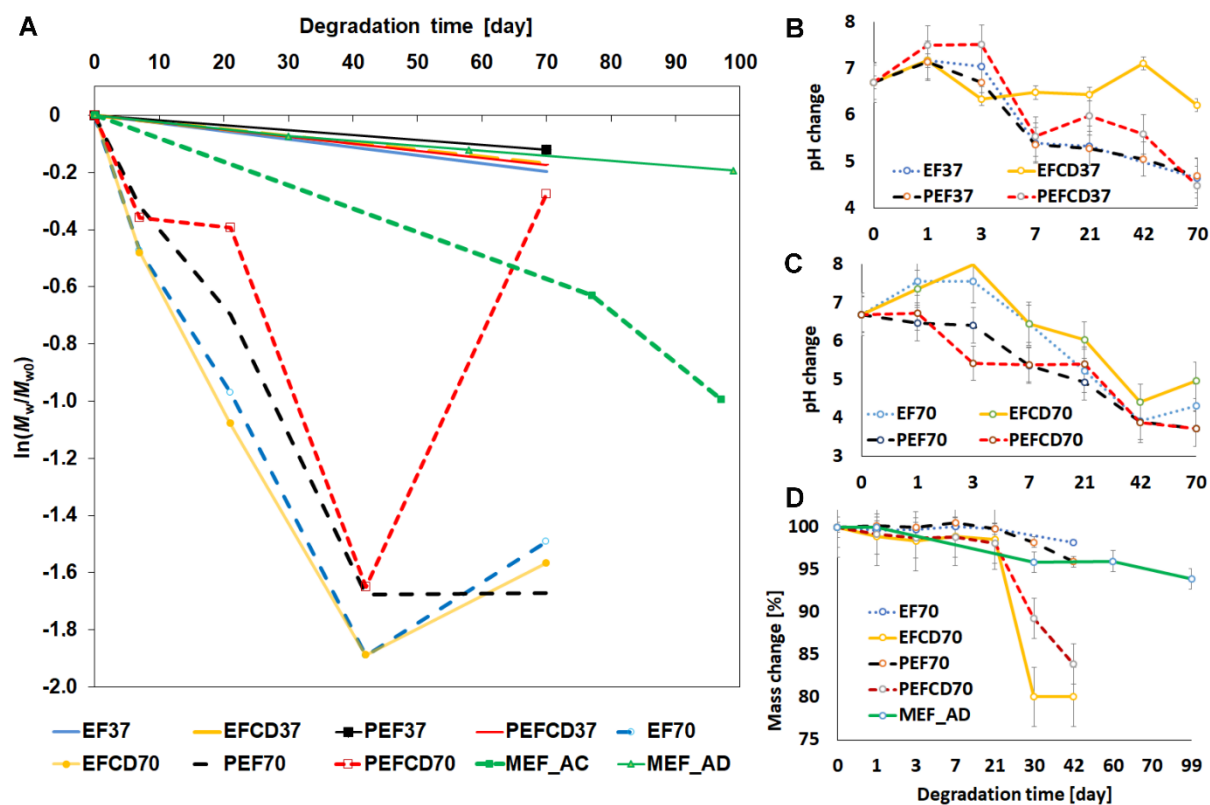 A
Degradation time [day]
0 10 20 30 40 50 60 70 80 90 100
0
-0.2
-0.4
-0.6
-0.8
-1.0
-1.2
-1.4
-1.6
-1.8
-2.0
ln(Mw/Mw0)
EF37 EFCD37 PEF37 PEFCD37 EF70
EFCD70 PEF70 PEFCD70 MEF_AC MEF_AD
B
8
7
6
5
4
pH change
EF37 EFCD37
PEF37 PEFCD37
0 1 3 7 21 42 70
C
8
7
6
5
4
3
pH change
EF70 EFCD70
PEF70 PEFCD70
0 1 3 7 21 42 70
D
100
95
90
85
80
75
Mass change [%]
EF70
EFCD70
PEF70
PEFCD70
MEF_AD
0 1 3 7 21 30 42 60 70 99
Degradation time [day]